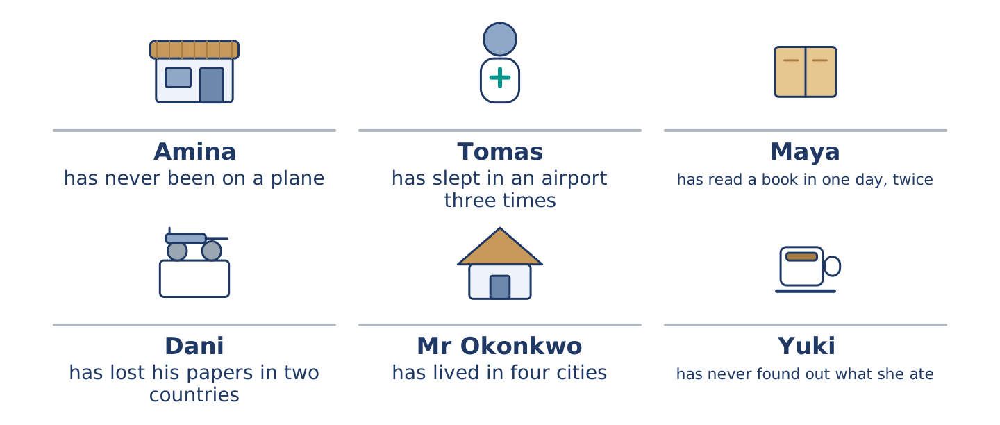 Amina
has never been on a plane
Tomas
has slept in an airport
three times
Maya
has read a book in one day, twice
Dani
has lost his papers in two
countries
Mr Okonkwo
has lived in four cities
Yuki
has never found out what she ate